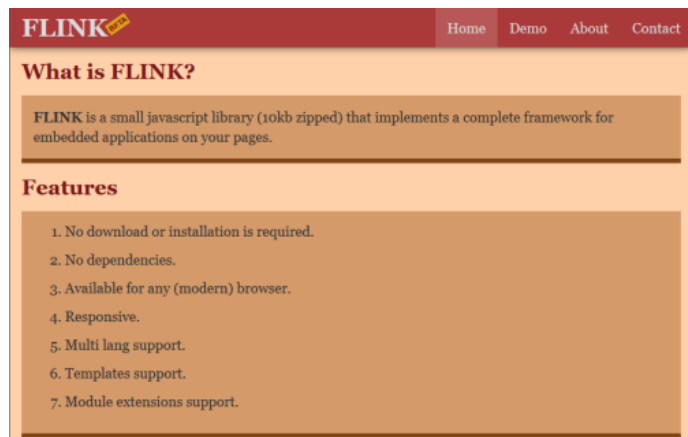 FLINK BETA
Home Demo About Contact
What is FLINK?
FLINK is a small javascript library (10kb zipped) that implements a complete framework for
embedded applications on your pages.
Features
1. No download or installation is required.
2. No dependencies.
3. Available for any (modern) browser.
4. Responsive.
5. Multi lang support.
6. Templates support.
7. Module extensions support.